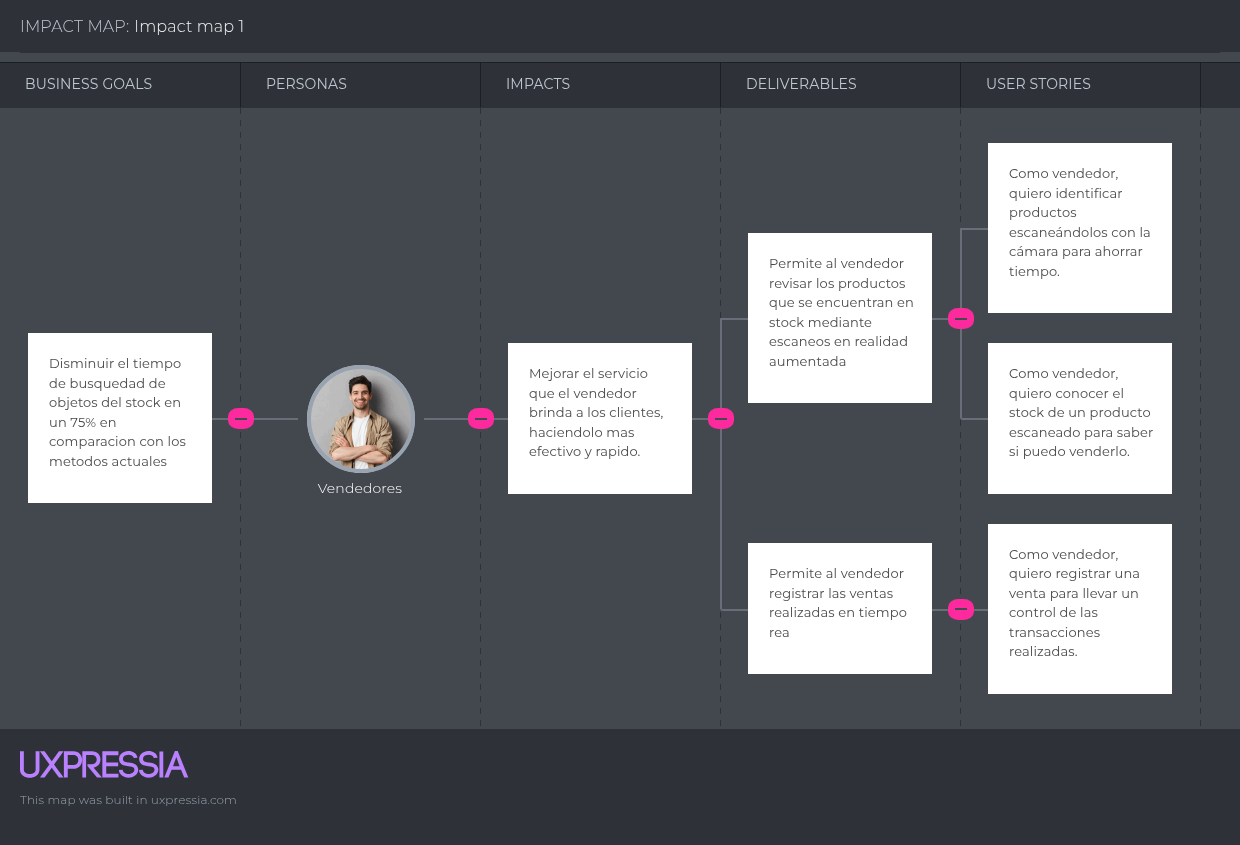 IMPACT MAP: Impact map 1
BUSINESS GOALS
PERSONAS
IMPACTS
DELIVERABLES
USER STORIES
Disminuir el tiempo
de busquedad de
objetos del stock en
un 75% en
comparacion con los
metodos actuales
Vendedores
Mejorar el servicio
que el vendedor
brinda a los clientes,
haciendolo mas
efectivo y rapido.
Permite al vendedor
revisar los productos
que se encuentran en
stock mediante
escaneos en realidad
aumentada
Permite al vendedor
registrar las ventas
realizadas en tiempo
rea
Como vendedor,
quiero identificar
productos
escaneándolos con la
cámara para ahorrar
tiempo.
Como vendedor,
quiero conocer el
stock de un producto
escaneado para saber
si puedo venderlo.
Como vendedor,
quiero registrar una
venta para llevar un
control de las
transacciones
realizadas.
UXPRESSIA
This map was built in uxpressia.com